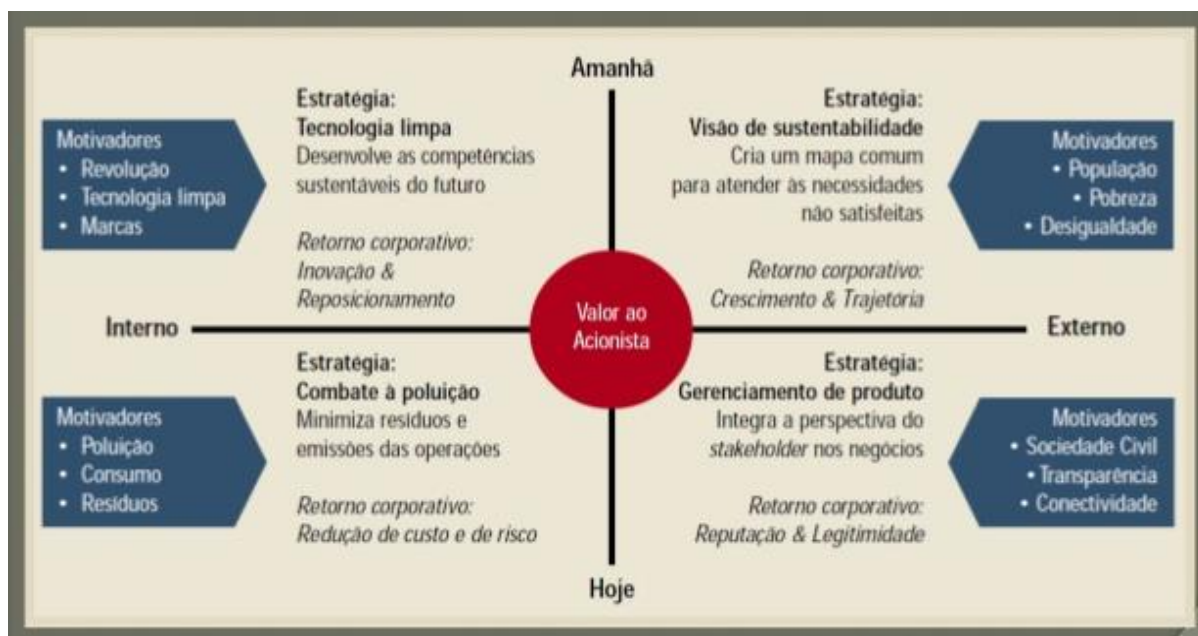 Amanhã
Motivadores
• Revolução
• Tecnologia limpa
• Marcas
Estratégia:
Tecnologia limpa
Desenvolve as competências
sustentáveis do futuro
Retorno corporativo:
Inovação &
Reposicionamento
Estratégia:
Visão de sustentabilidade
Cria um mapa comum
para atender às necessidades
não satisfeitas
Retorno corporativo:
Crescimento & Trajetória
Motivadores
• População
• Pobreza
• Desigualdade
Interno
Valor ao
Acionista
Externo
Motivadores
• Poluição
• Consumo
• Resíduos
Estratégia:
Combate à poluição
Minimiza resíduos e
emissões das operações
Retorno corporativo:
Redução de custo e de risco
Estratégia:
Gerenciamento de produto
Integra a perspectiva do
stakeholder nos negócios
Retorno corporativo:
Reputação & Legitimidade
Motivadores
• Sociedade Civil
• Transparência
• Conectividade
Hoje